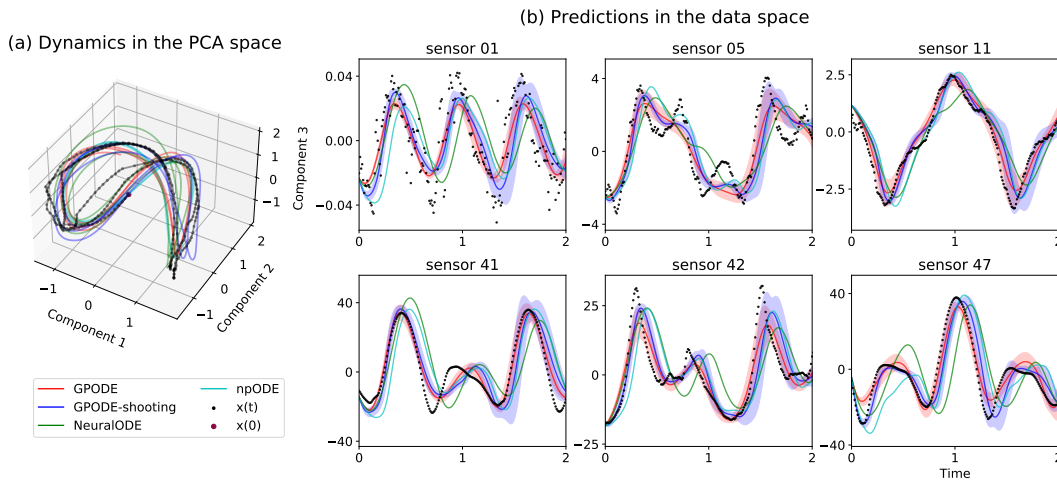 (b) Predictions in the data space
(a) Dynamics in the PCA space
sensor 01
sensor 05
sensor 11
0.04
0.00
−0.04
4
0
−4
2.5
0.0
−2.5
0 1 2
0 1 2
0 1 2
2
1
0
−1
Component 3
−1
0
1
Component 1
−1
0
1
2
Component 2
sensor 41
sensor 42
sensor 47
40
0
−40
25
0
−25
40
0
−40
0 1 2
0 1 2
0 1 2
Time
GPODE
GPODE-shooting
NeuralODE
npODE
x(t)
x(0)